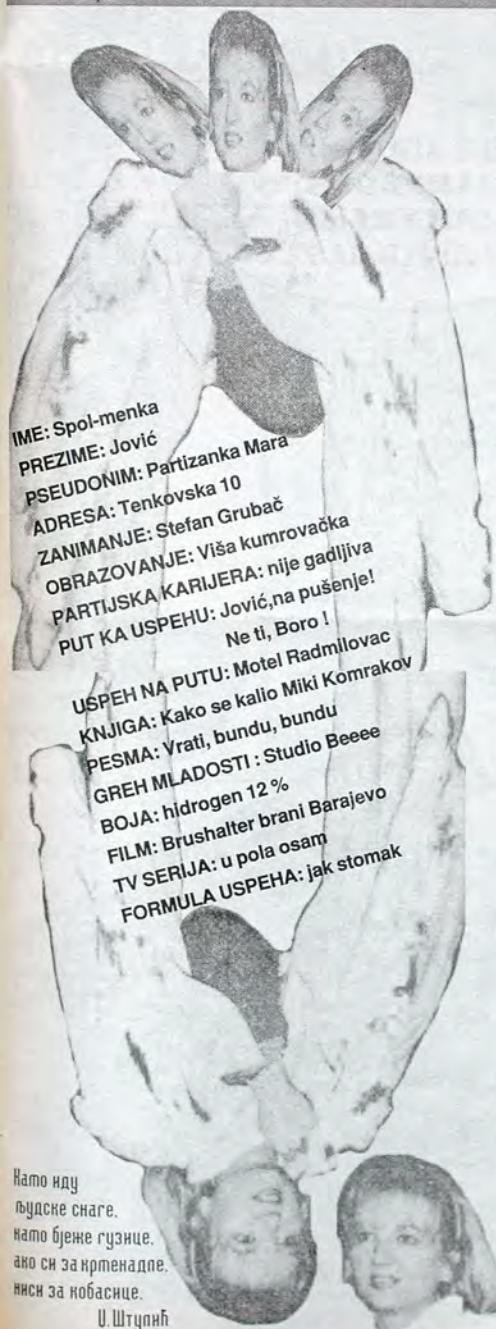 IME: Spol-menka
PREZIME: Jović
PSEUDONIM: Partizanka Mara
ADRESA: Tenkovska 10
ZANIMANJE: Stefan Grubač
OBRAZOVANJE: Viša kumrovačka
PARTIJSKA KARIJERA: nije gadljiva
PUT KA USPEHU: Jović,na pušenje!
Ne ti, Boro !
USPEH NA PUTU: Motel Radmilovac
KNJIGA: Kako se kalio Miki Komrakov
PESMA: Vrati, bundu, bundu
GREH MLADOSTI : Studio Beeee
BOJA: hidrogen 12 %
FILM: Brushalter brani Barajevo
TV SERIJA: u pola osam
FORMULA USPEHA: jak stomak
Камо иду
људске снаге.
камо бјеже гузице.
ако си за крменадле.
ниси за кобасице.
Џ. Штулић